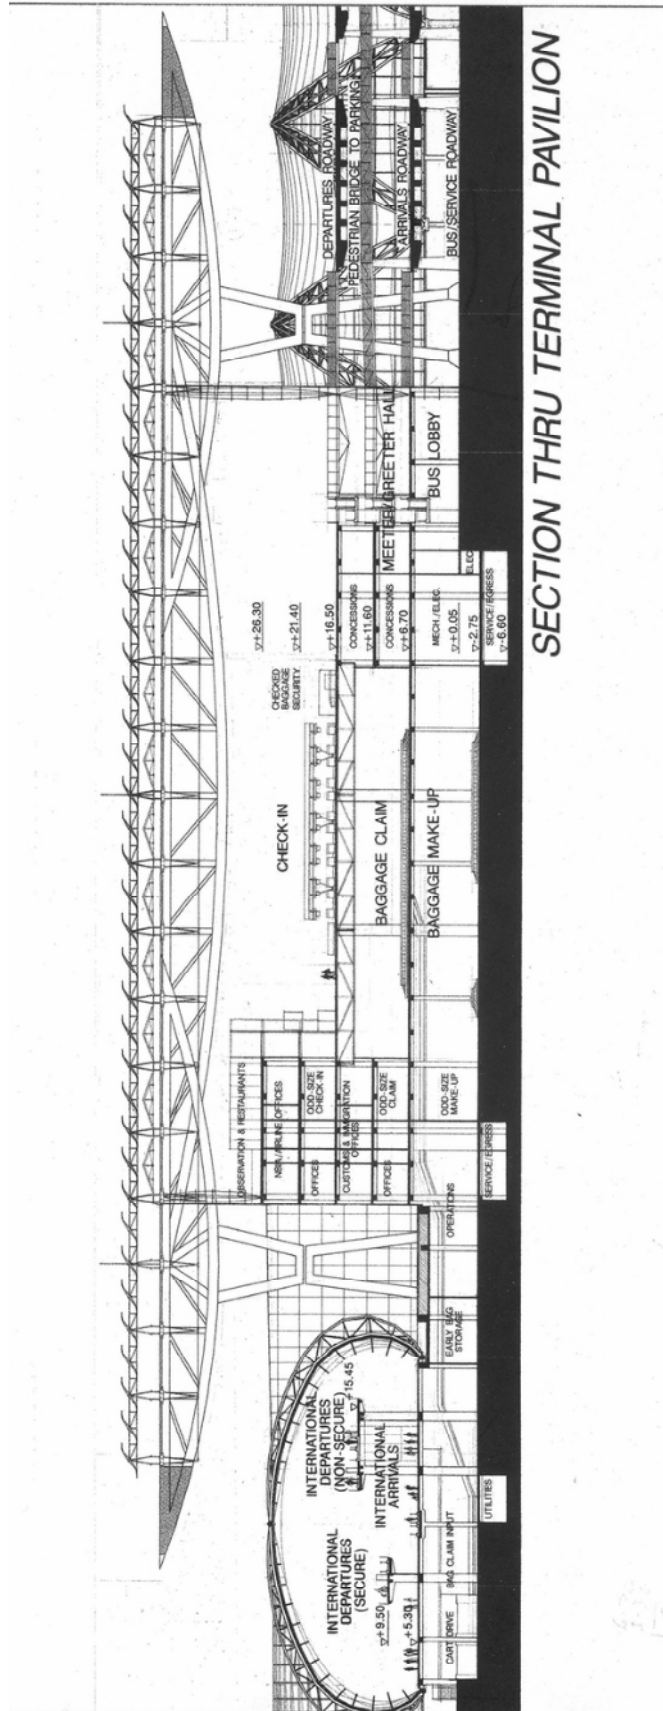 DEPARTURES ROADWAY
PEDESTRIAN BRIDGE TO PARKING
ARRIVALS ROADWAY
BUS/SERVICE ROADWAY
SECTION THRU TERMINAL PAVILION
MEETER/GREETER HALL
BUS LOBBY
+26.30
+21.40
+16.50
CONCESSIONS
+11.60
CONCESSIONS
+6.70
MECH./ELEC.
+0.05
ELEC
-2.75
SERVICE/EGRESS
-6.60
CHECKED
BAGGAGE
SECURITY
CHECK-IN
BAGGAGE CLAIM
BAGGAGE MAKE-UP
OBSERVATION & RESTAURANTS
NBIA/AIRLINE OFFICES
ODD-SIZE
CHECK-IN
OFFICES
CUSTOMS & IMMIGRATION
OFFICES
ODD-SIZE
CLAIM
OFFICES
ODD-SIZE
MAKE-UP
SERVICE/EGRESS
OPERATIONS
EARLY BAG
STORAGE
INTERNATIONAL
DEPARTURES
(NON-SECURE)
+15.45
INTERNATIONAL
ARRIVALS
INTERNATIONAL
DEPARTURES
(SECURE)
+9.50
+5.30
UTILITIES
BAG CLAIM INPUT
CART DRIVE